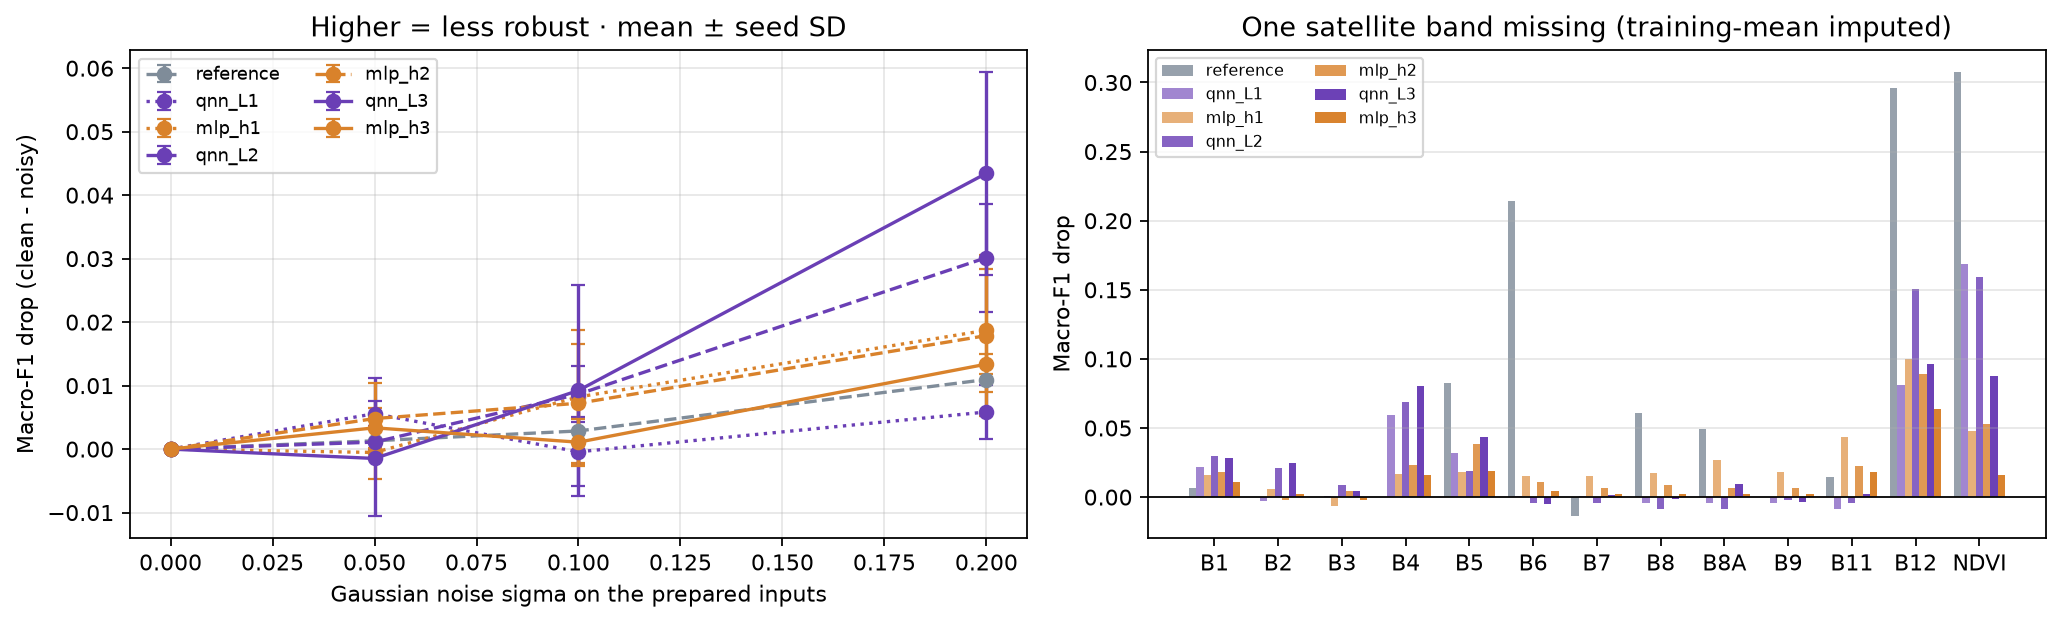 Higher = less robust · mean ± seed SD
reference
qnn_L1
mlp_h1
qnn_L2
mlp_h2
qnn_L3
mlp_h3
Macro-F1 drop (clean - noisy)
0.06
0.05
0.04
0.03
0.02
0.01
0.00
−0.01
0.000 0.025 0.050 0.075 0.100 0.125 0.150 0.175 0.200
Gaussian noise sigma on the prepared inputs
One satellite band missing (training-mean imputed)
reference
qnn_L1
mlp_h1
qnn_L2
mlp_h2
qnn_L3
mlp_h3
Macro-F1 drop
0.30
0.25
0.20
0.15
0.10
0.05
0.00
B1 B2 B3 B4 B5 B6 B7 B8 B8A B9 B11 B12 NDVI